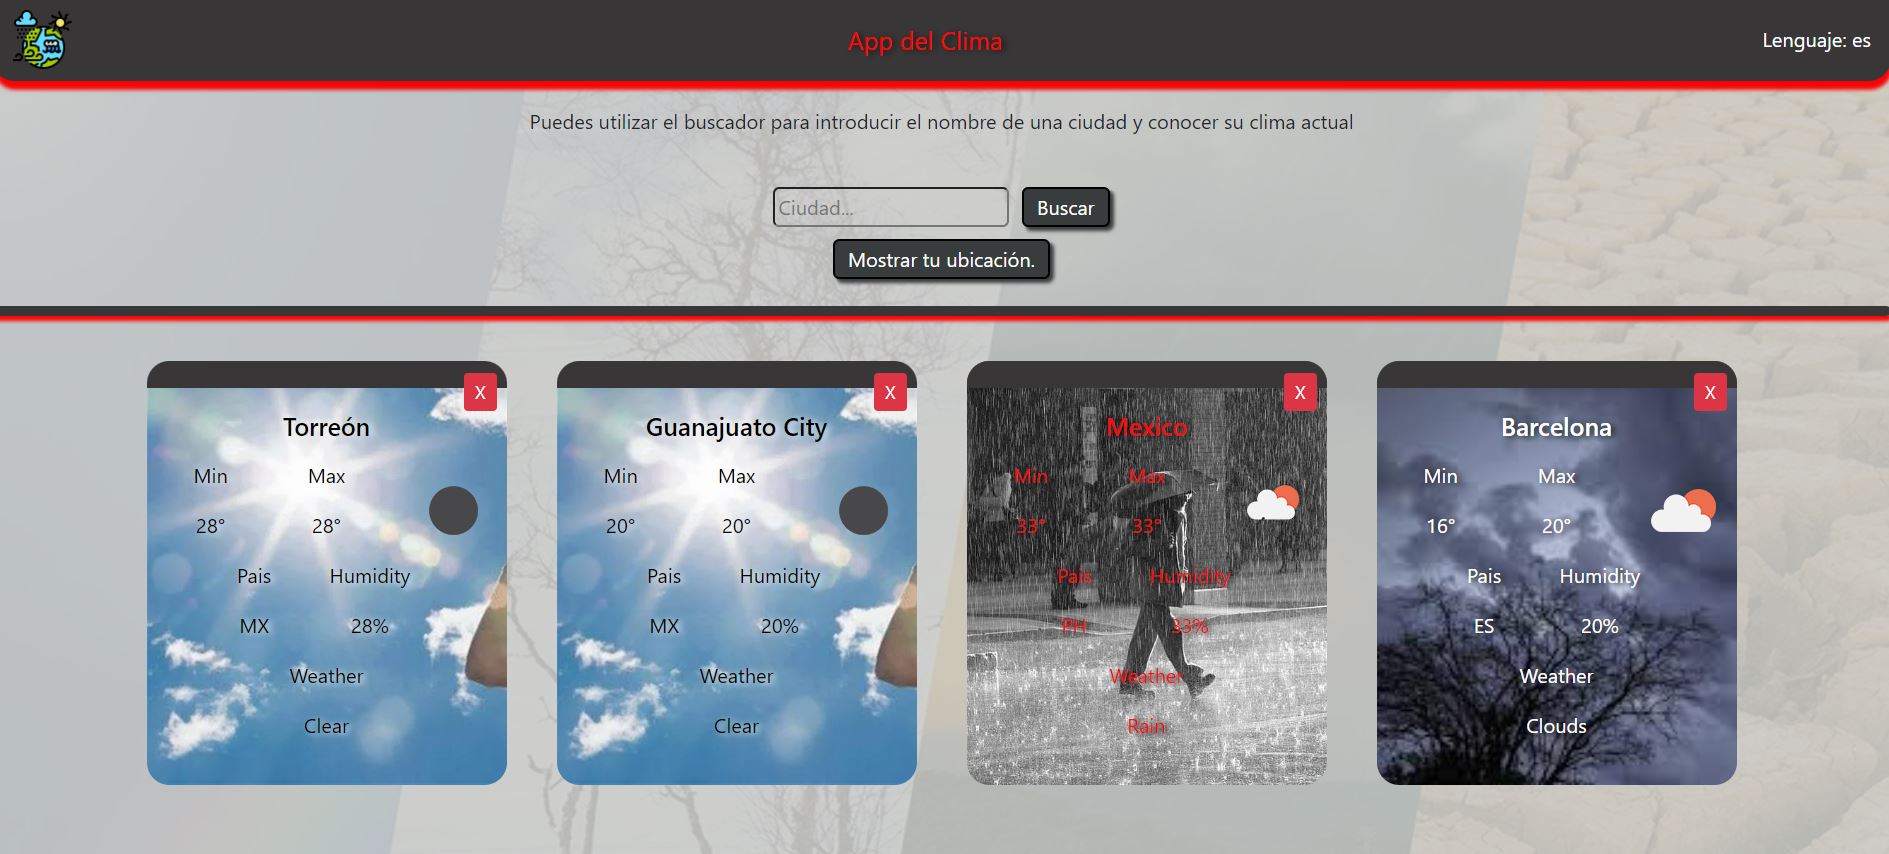 App del Clima
Lenguaje: es
Puedes utilizar el buscador para introducir el nombre de una ciudad y conocer su clima actual
Ciudad...
Buscar
Mostrar tu ubicación.
X
Torreón
Min Max
28° 28°
Pais Humidity
MX 28%
Weather
Clear
X
Guanajuato City
Min Max
20° 20°
Pais Humidity
MX 20%
Weather
Clear
X
Mexico
Min Max
33° 33°
Pais Humidity
PH 33%
Weather
Rain
X
Barcelona
Min Max
16° 20°
Pais Humidity
ES 20%
Weather
Clouds